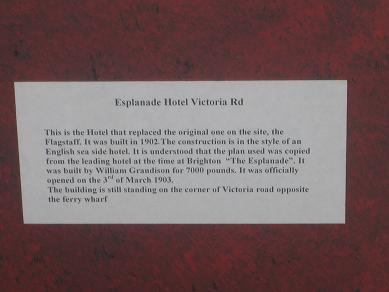 Esplanade Hotel Victoria Rd
This is the Hotel that replaced the original one on the site, the
Flagstaff. It was built in 1902.The construction is in the style of an
English sea side hotel. It is understood that the plan used was copied
from the leading hotel at the time at Brighton "The Esplanade". It
was built by William Grandison for 7000 pounds. It was officially
opened on the 3rd of March 1903.
The building is still standing on the corner of Victoria road opposite
the ferry wharf